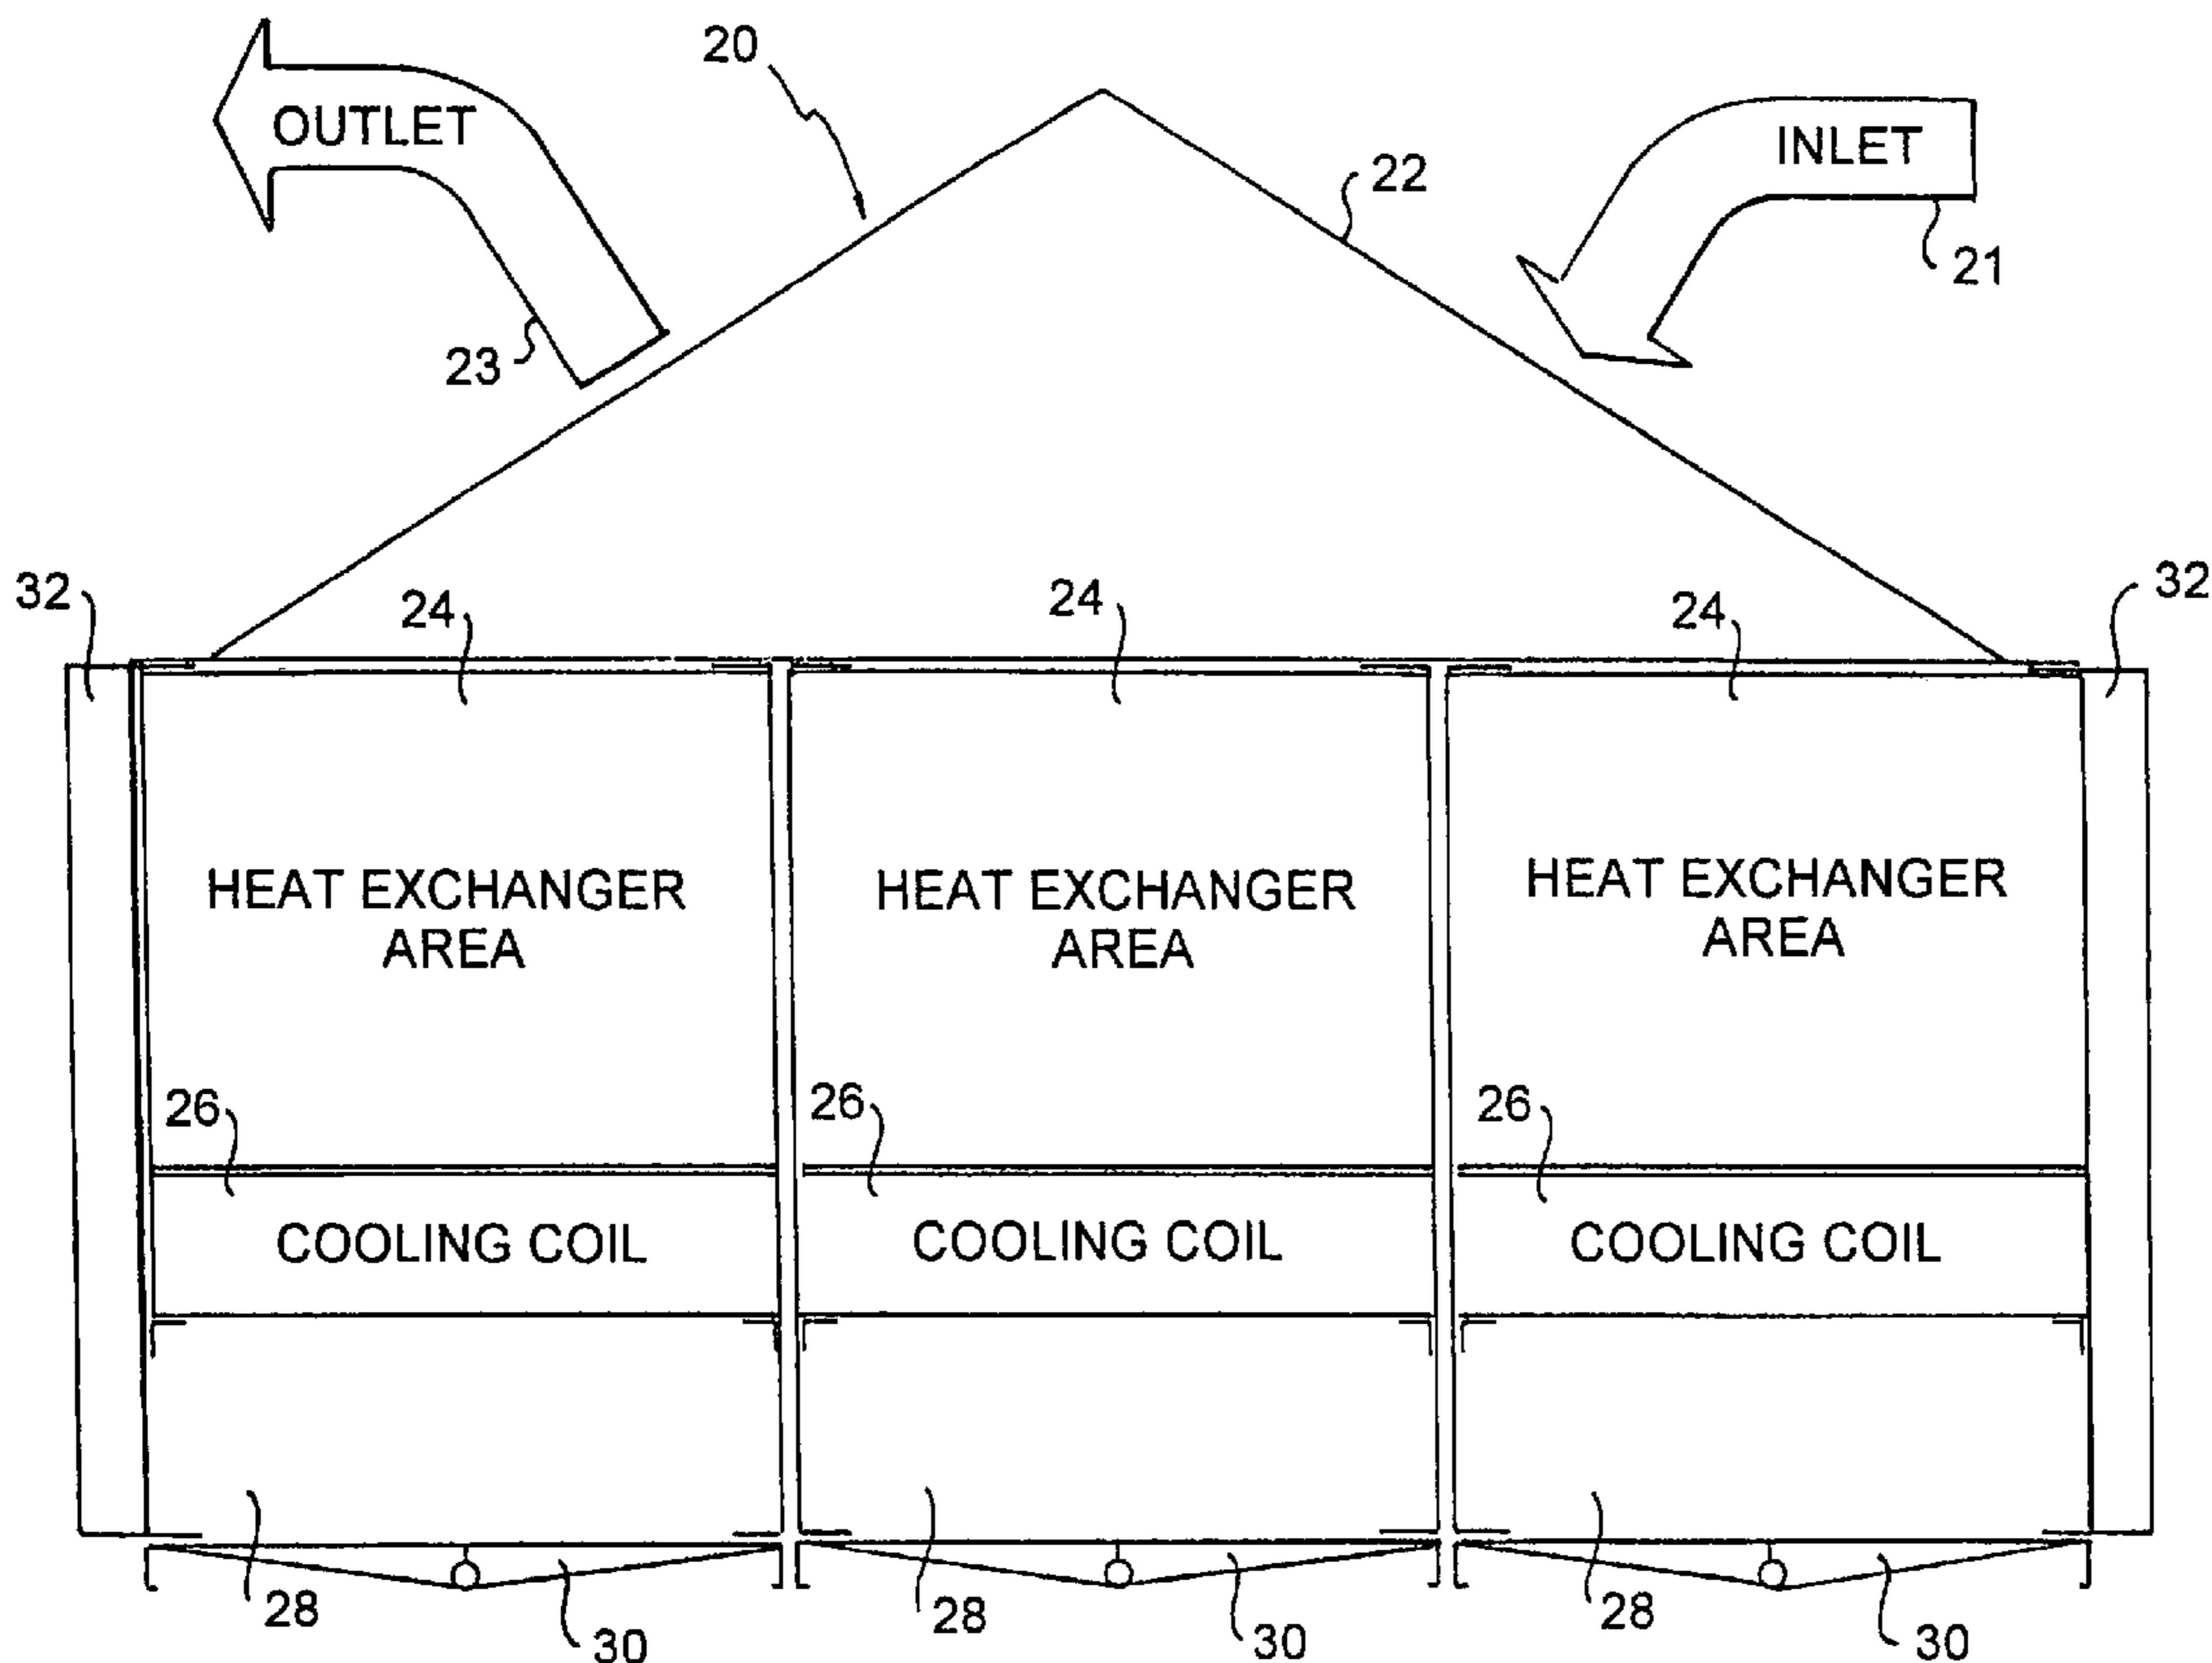 20
OUTLET
INLET
22
21
23
32
24
24
24
32
HEAT EXCHANGER
AREA
HEAT EXCHANGER
AREA
HEAT EXCHANGER
AREA
26
26
26
COOLING COIL
COOLING COIL
COOLING COIL
28
30
28
30
28
30